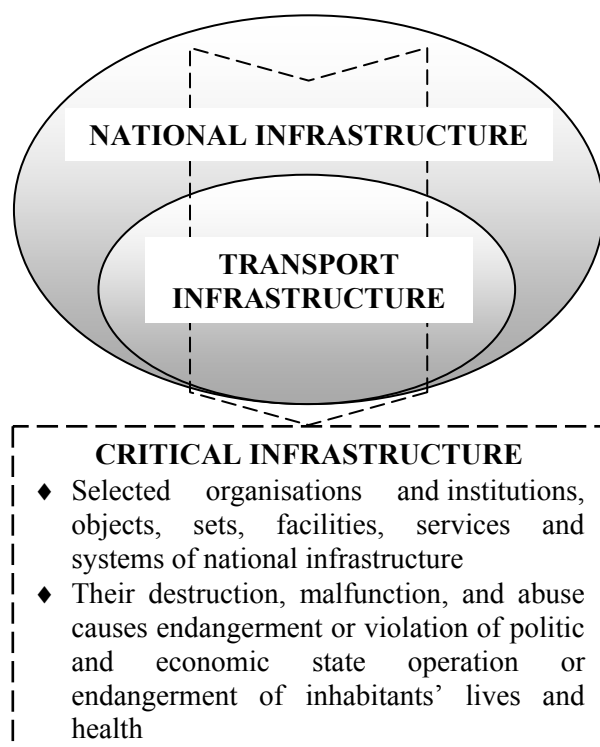 NATIONAL INFRASTRUCTURE
TRANSPORT
INFRASTRUCTURE
CRITICAL INFRASTRUCTURE
♦ Selected organisations and institutions,
objects, sets, facilities, services and
systems of national infrastructure
♦ Their destruction, malfunction, and abuse
causes endangerment or violation of politic
and economic state operation or
endangerment of inhabitants’ lives and
health